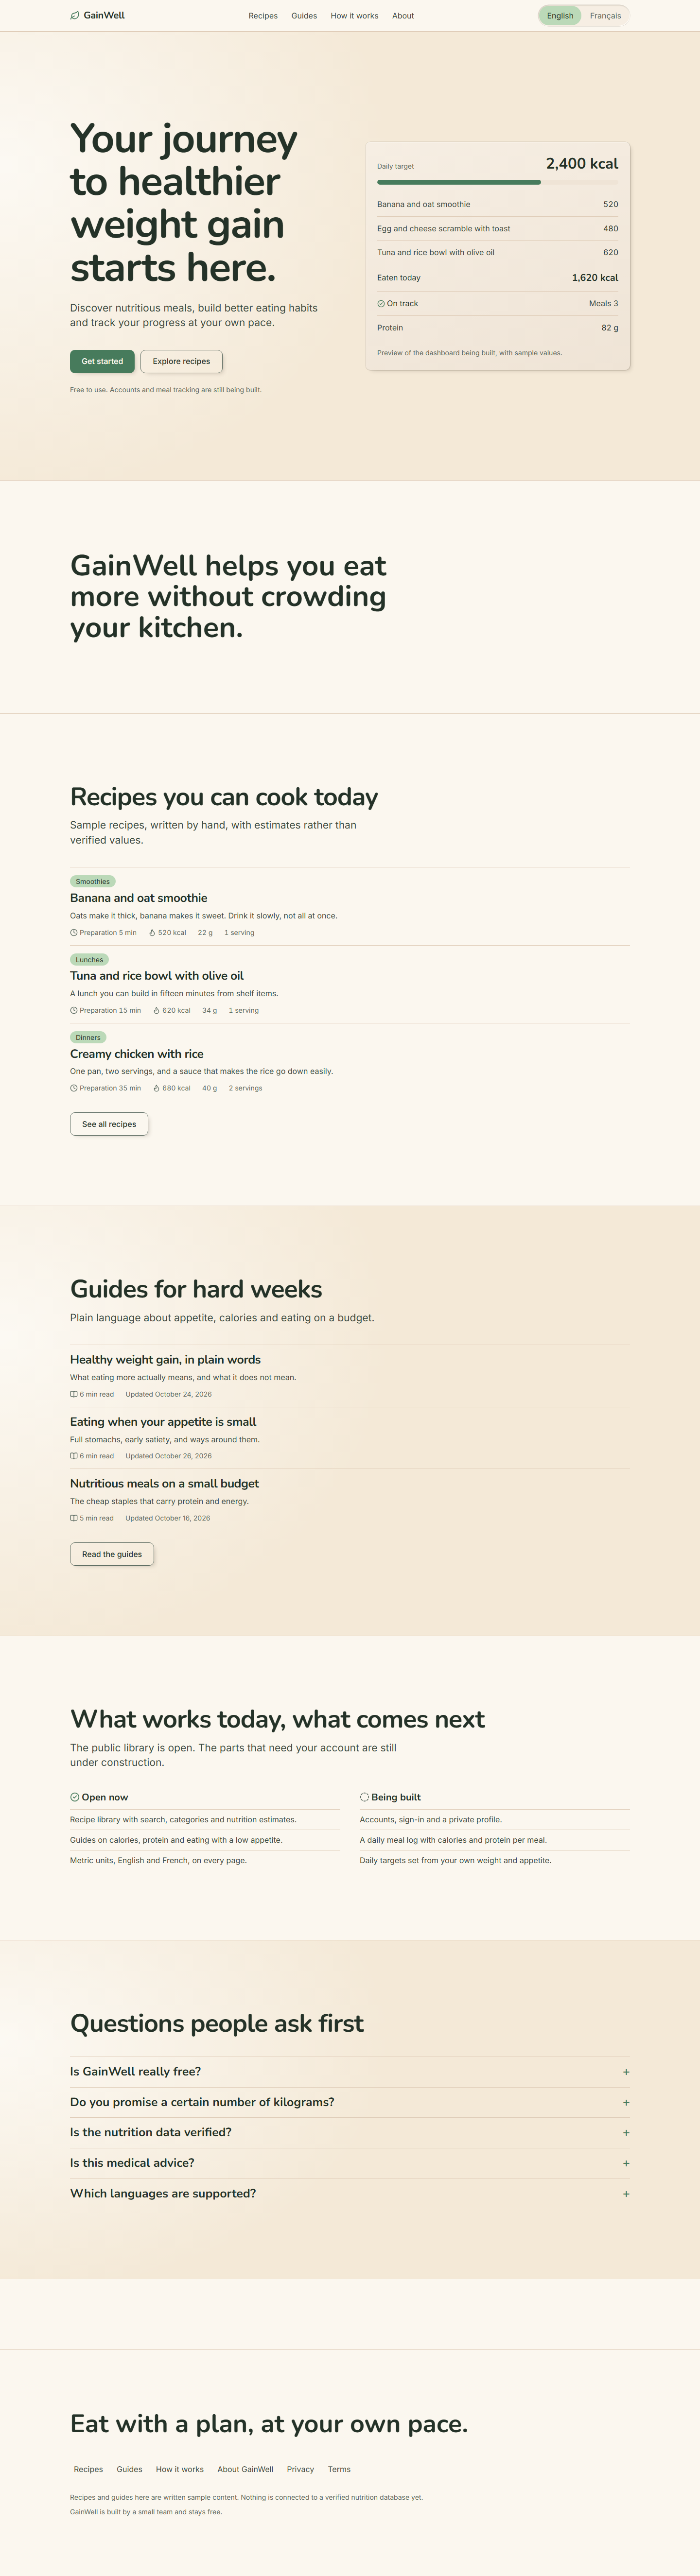 GainWell
Recipes Guides How it works About
English Français
Your journey
to healthier
weight gain
starts here.
Discover nutritious meals, build better eating habits
and track your progress at your own pace.
Get started Explore recipes
Free to use. Accounts and meal tracking are still being built.
Daily target 2,400 kcal
Banana and oat smoothie 520
Egg and cheese scramble with toast 480
Tuna and rice bowl with olive oil 620
Eaten today 1,620 kcal
On track Meals 3
Protein 82 g
Preview of the dashboard being built, with sample values.
GainWell helps you eat
more without crowding
your kitchen.
Recipes you can cook today
Sample recipes, written by hand, with estimates rather than
verified values.
Smoothies
Banana and oat smoothie
Oats make it thick, banana makes it sweet. Drink it slowly, not all at once.
Preparation 5 min 520 kcal 22 g 1 serving
Lunches
Tuna and rice bowl with olive oil
A lunch you can build in fifteen minutes from shelf items.
Preparation 15 min 620 kcal 34 g 1 serving
Dinners
Creamy chicken with rice
One pan, two servings, and a sauce that makes the rice go down easily.
Preparation 35 min 680 kcal 40 g 2 servings
See all recipes
Guides for hard weeks
Plain language about appetite, calories and eating on a budget.
Healthy weight gain, in plain words
What eating more actually means, and what it does not mean.
6 min read Updated October 24, 2026
Eating when your appetite is small
Full stomachs, early satiety, and ways around them.
6 min read Updated October 26, 2026
Nutritious meals on a small budget
The cheap staples that carry protein and energy.
5 min read Updated October 16, 2026
Read the guides
What works today, what comes next
The public library is open. The parts that need your account are still
under construction.
Open now
Recipe library with search, categories and nutrition estimates.
Guides on calories, protein and eating with a low appetite.
Metric units, English and French, on every page.
Being built
Accounts, sign-in and a private profile.
A daily meal log with calories and protein per meal.
Daily targets set from your own weight and appetite.
Questions people ask first
Is GainWell really free? +
Do you promise a certain number of kilograms? +
Is the nutrition data verified? +
Is this medical advice? +
Which languages are supported? +
Eat with a plan, at your own pace.
Recipes Guides How it works About GainWell Privacy Terms
Recipes and guides here are written sample content. Nothing is connected to a verified nutrition database yet.
GainWell is built by a small team and stays free.